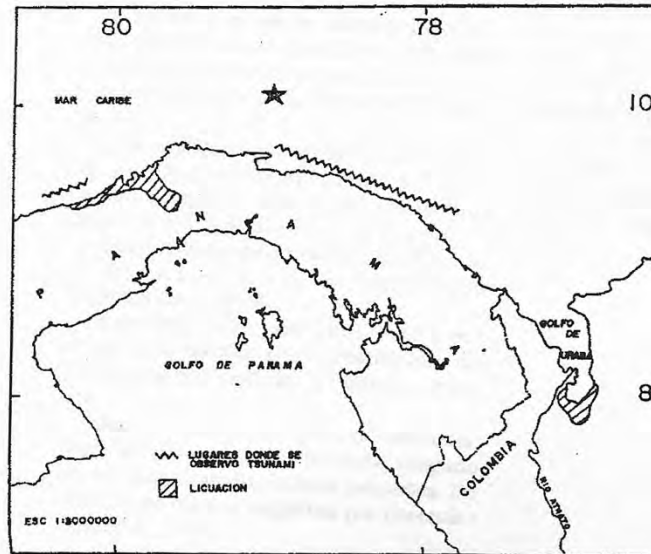 80 78
MAR CARIBE
10
P A N A M A
GOLFO DE PANAMA
GOLFO
DE
URABA
8
LUGARES DONDE SE
OBSERVO TSUNAMI
LICUACION
COLOMBIA
RIO ATRATO
ESC 1:3000000